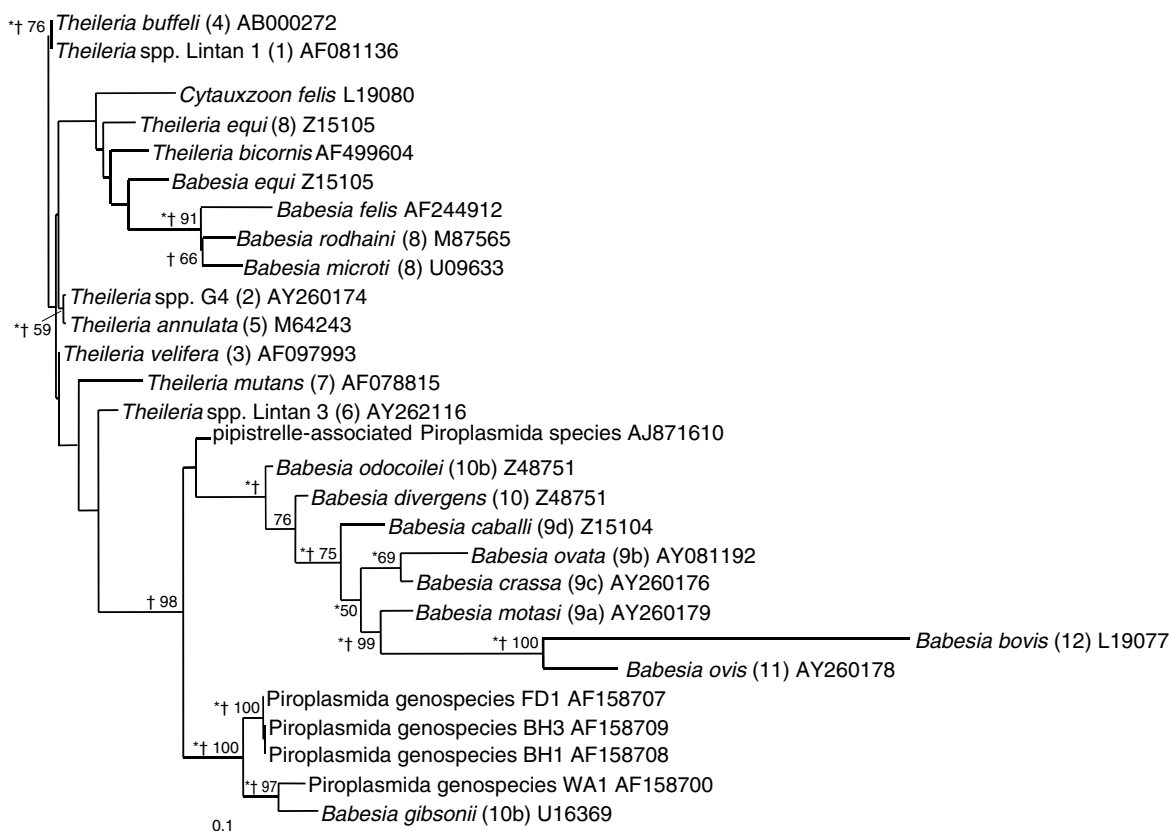 *† 76
Theileria buffeli (4) AB000272
Theileria spp. Lintan 1 (1) AF081136
Cytauxzoon felis L19080
Theileria equi (8) Z15105
Theileria bicornis AF499604
Babesia equi Z15105
*† 91
Babesia felis AF244912
Babesia rodhaini (8) M87565
† 66
Babesia microti (8) U09633
Theileria spp. G4 (2) AY260174
*† 59
Theileria annulata (5) M64243
Theileria velifera (3) AF097993
Theileria mutans (7) AF078815
Theileria spp. Lintan 3 (6) AY262116
pipistrelle-associated Piroplasmida species AJ871610
Babesia odocoilei (10b) Z48751
*†
Babesia divergens (10) Z48751
76
Babesia caballi (9d) Z15104
*† 75
*69
Babesia ovata (9b) AY081192
Babesia crassa (9c) AY260176
*50
Babesia motasi (9a) AY260179
† 98
*† 99
*† 100
Babesia bovis (12) L19077
Babesia ovis (11) AY260178
Piroplasmida genospecies FD1 AF158707
*† 100
Piroplasmida genospecies BH3 AF158709
*† 100
Piroplasmida genospecies BH1 AF158708
*† 97
Piroplasmida genospecies WA1 AF158700
Babesia gibsonii (10b) U16369
0.1